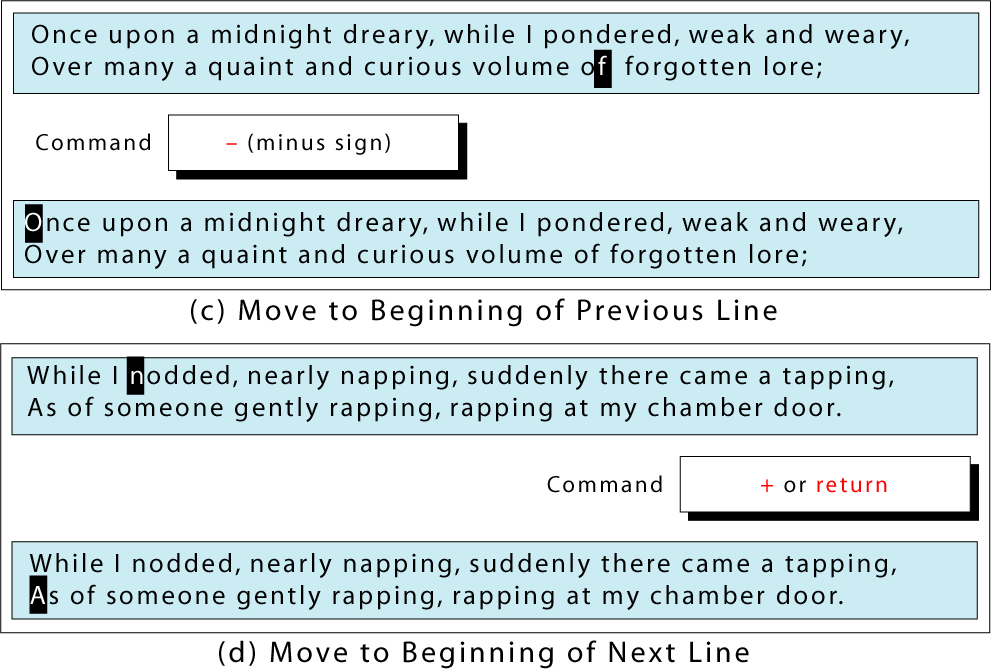 Once upon a midnight dreary, while I pondered, weak and weary,
Over many a quaint and curious volume of forgotten lore;
Command – (minus sign)
Once upon a midnight dreary, while I pondered, weak and weary,
Over many a quaint and curious volume of forgotten lore;
(c) Move to Beginning of Previous Line
While I nodded, nearly napping, suddenly there came a tapping,
As of someone gently rapping, rapping at my chamber door.
Command + or return
While I nodded, nearly napping, suddenly there came a tapping,
As of someone gently rapping, rapping at my chamber door.
(d) Move to Beginning of Next Line